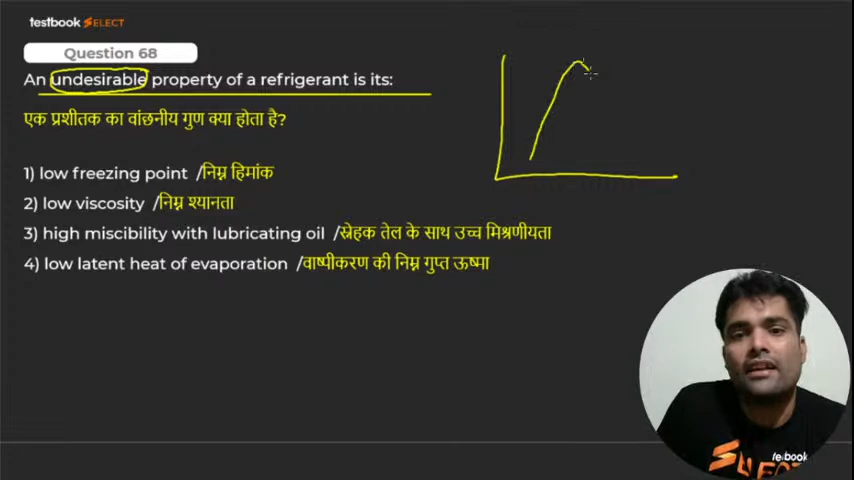 testbook SELECT
Question 68
An undesirable property of a refrigerant is its:
एक प्रशीतक का वांछनीय गुण क्या होता है?
1) low freezing point /निम्न हिमांक
2) low viscosity /निम्न श्यानता
3) high miscibility with lubricating oil /स्नेहक तेल के साथ उच्च मिश्रणीयता
4) low latent heat of evaporation /वाष्पीकरण की निम्न गुप्त ऊष्मा